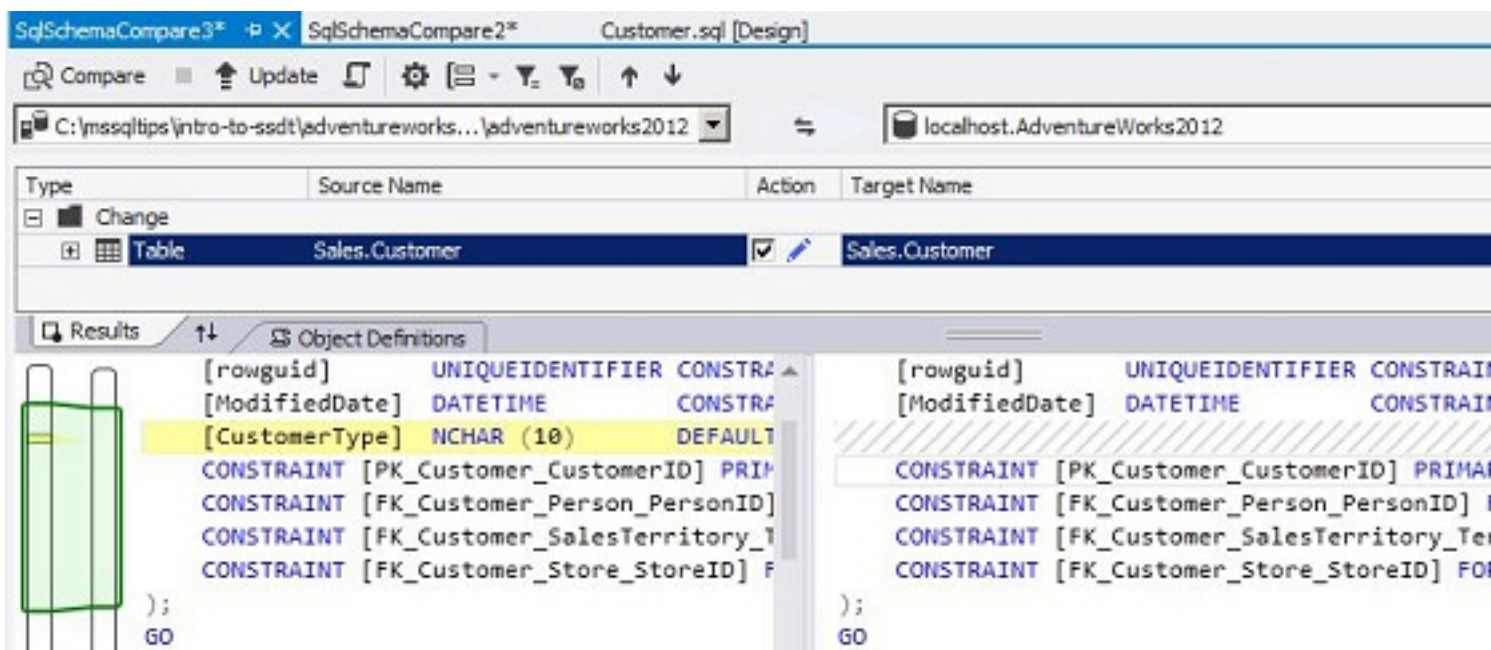 SqlSchemaCompare3* SqlSchemaCompare2* Customer.sql [Design]
Compare Update
C:\mssqltips\intro-to-ssdt\adventureworks...\adventureworks2012 localhost.AdventureWorks2012
Type Source Name Action Target Name
Change
Table Sales.Customer Sales.Customer
Results Object Definitions
[rowguid] UNIQUEIDENTIFIER CONSTRA [rowguid] UNIQUEIDENTIFIER CONSTRAIN
[ModifiedDate] DATETIME CONSTRA [ModifiedDate] DATETIME CONSTRAIN
[CustomerType] NCHAR (10) DEFAULT
CONSTRAINT [PK_Customer_CustomerID] PRIM CONSTRAINT [PK_Customer_CustomerID] PRIMAR
CONSTRAINT [FK_Customer_Person_PersonID] CONSTRAINT [FK_Customer_Person_PersonID] F
CONSTRAINT [FK_Customer_SalesTerritory_T CONSTRAINT [FK_Customer_SalesTerritory_Ter
CONSTRAINT [FK_Customer_Store_StoreID] F CONSTRAINT [FK_Customer_Store_StoreID] FOR
); );
GO GO